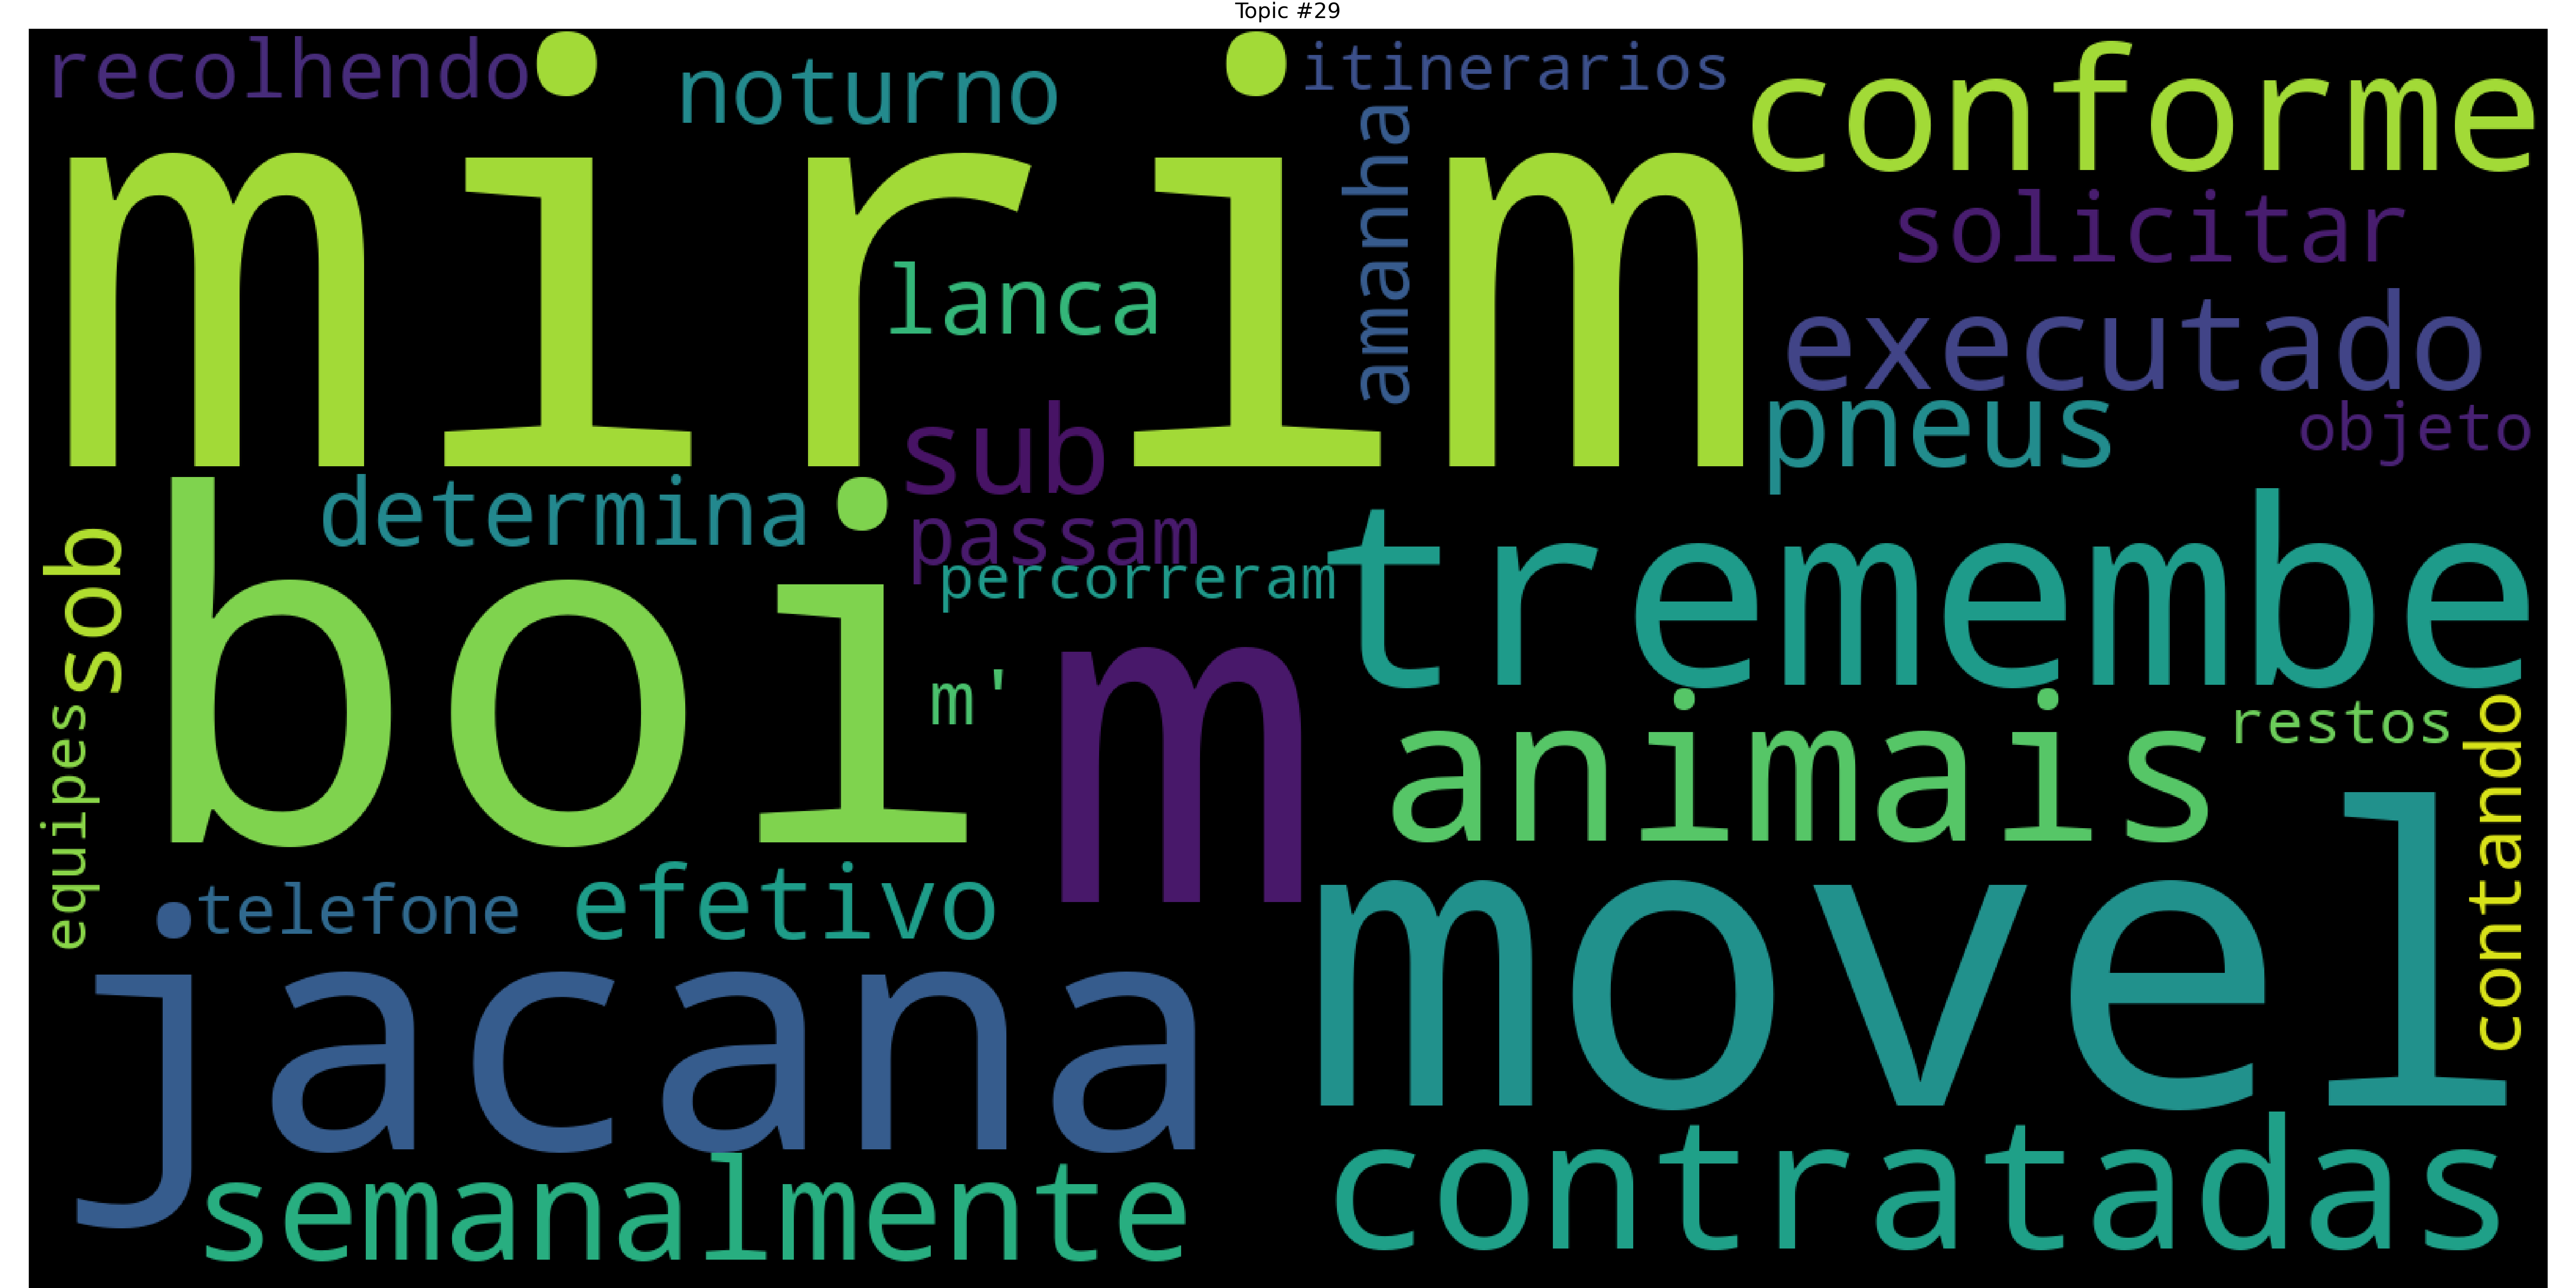 Topic #29
recolhendo
noturno
itinerarios
conforme
mirim
amanha
solicitar
lanca
executado
sub
pneus
objeto
determina
passam
percorreram
tremembe
sob
boi
m'
m
animais
restos
contando
equipes
telefone
efetivo
movel
jacana
semanalmente
contratadas